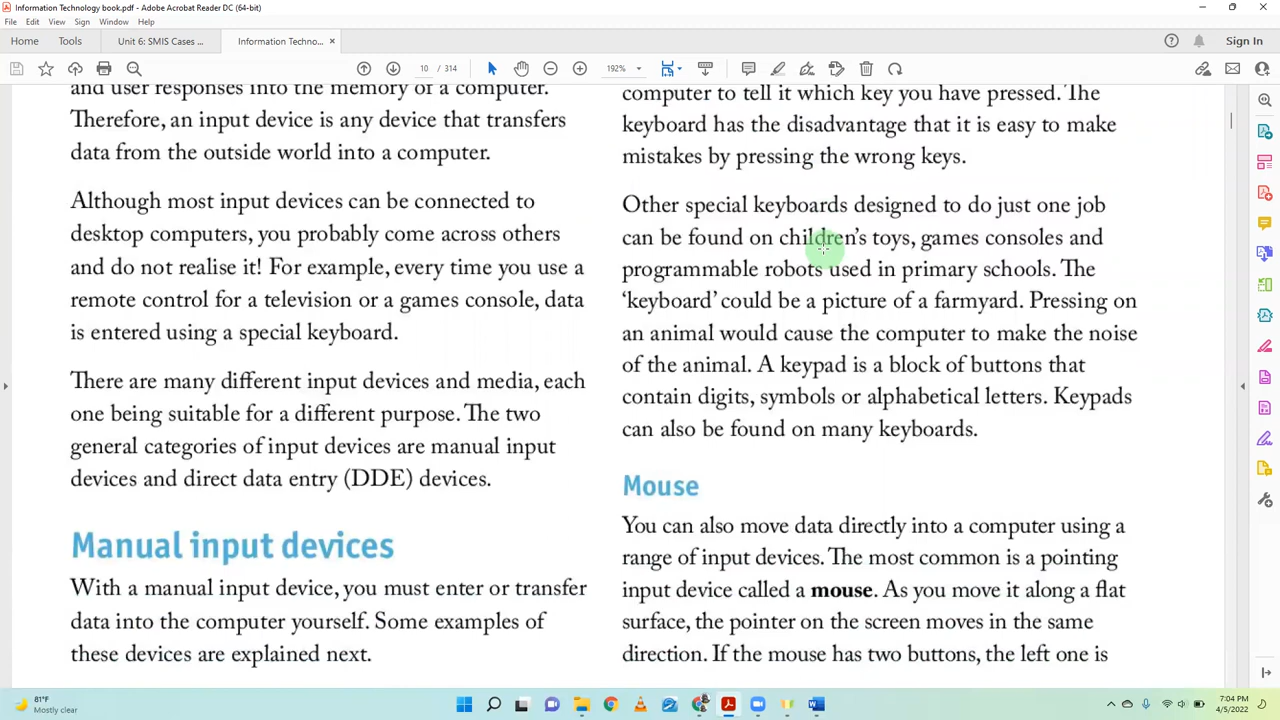 Information Technology book.pdf - Adobe Acrobat Reader DC (64-bit)
File Edit View Sign Window Help
Home Tools Unit 6: SMIS Cases ... Information Techno... × Sign In
10 / 314 192%
and user responses into the memory of a computer.
Therefore, an input device is any device that transfers
data from the outside world into a computer.
Although most input devices can be connected to
desktop computers, you probably come across others
and do not realise it! For example, every time you use a
remote control for a television or a games console, data
is entered using a special keyboard.
There are many different input devices and media, each
one being suitable for a different purpose. The two
general categories of input devices are manual input
devices and direct data entry (DDE) devices.
Manual input devices
With a manual input device, you must enter or transfer
data into the computer yourself. Some examples of
these devices are explained next.
computer to tell it which key you have pressed. The
keyboard has the disadvantage that it is easy to make
mistakes by pressing the wrong keys.
Other special keyboards designed to do just one job
can be found on children's toys, games consoles and
programmable robots used in primary schools. The
'keyboard' could be a picture of a farmyard. Pressing on
an animal would cause the computer to make the noise
of the animal. A keypad is a block of buttons that
contain digits, symbols or alphabetical letters. Keypads
can also be found on many keyboards.
Mouse
You can also move data directly into a computer using a
range of input devices. The most common is a pointing
input device called a mouse. As you move it along a flat
surface, the pointer on the screen moves in the same
direction. If the mouse has two buttons, the left one is
81°F
Mostly clear
7:04 PM
4/5/2022